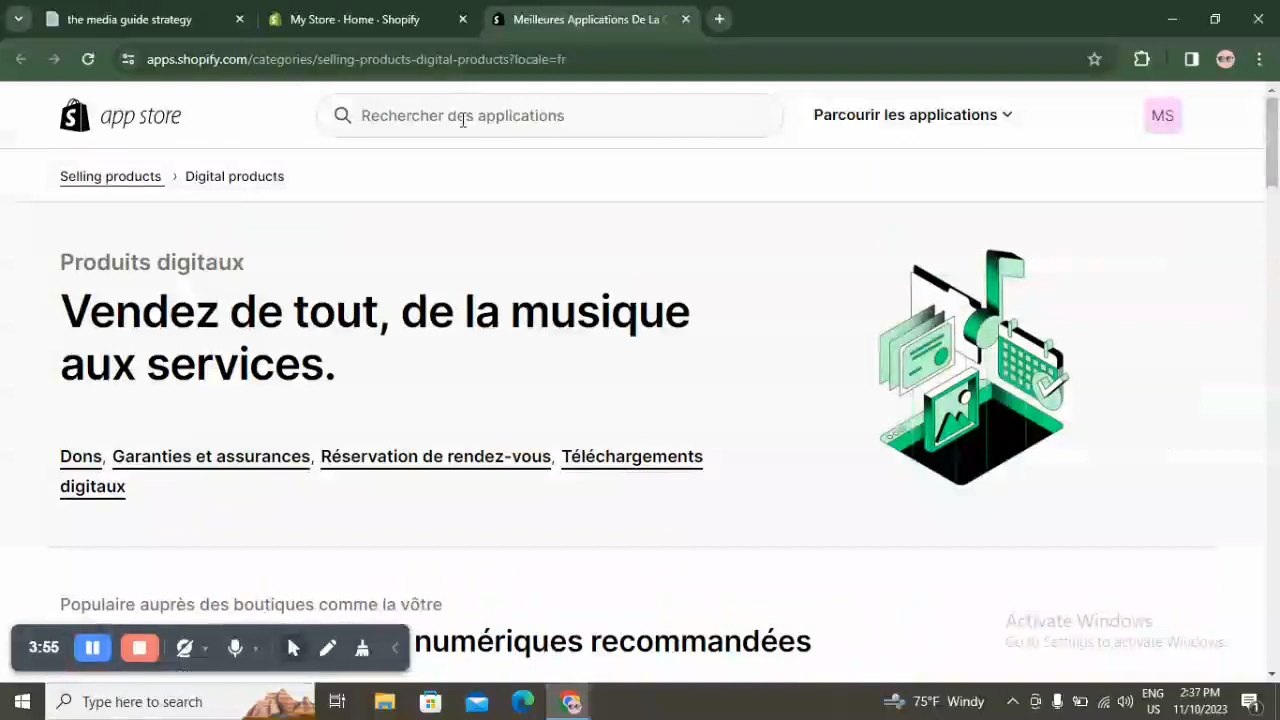 the media guide strategy
My Store · Home · Shopify
Meilleures Applications De La
apps.shopify.com/categories/selling-products-digital-products?locale=fr
app store
Rechercher des applications
Parcourir les applications
MS
Selling products › Digital products
Produits digitaux
Vendez de tout, de la musique
aux services.
Dons, Garanties et assurances, Réservation de rendez-vous, Téléchargements
digitaux
Populaire auprès des boutiques comme la vôtre
numériques recommandées
3:55
Activate Windows
Go to Settings to activate Windows.
Type here to search
75°F Windy
ENG
US
2:37 PM
11/10/2023
1